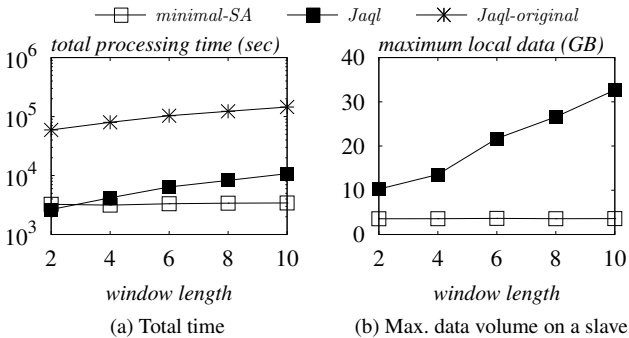 minimal-SA Jaql Jaql-original
total processing time (sec)
10^6
10^5
10^4
10^3
2 4 6 8 10
window length
(a) Total time
maximum local data (GB)
40
30
20
10
0
2 4 6 8 10
window length
(b) Max. data volume on a slave